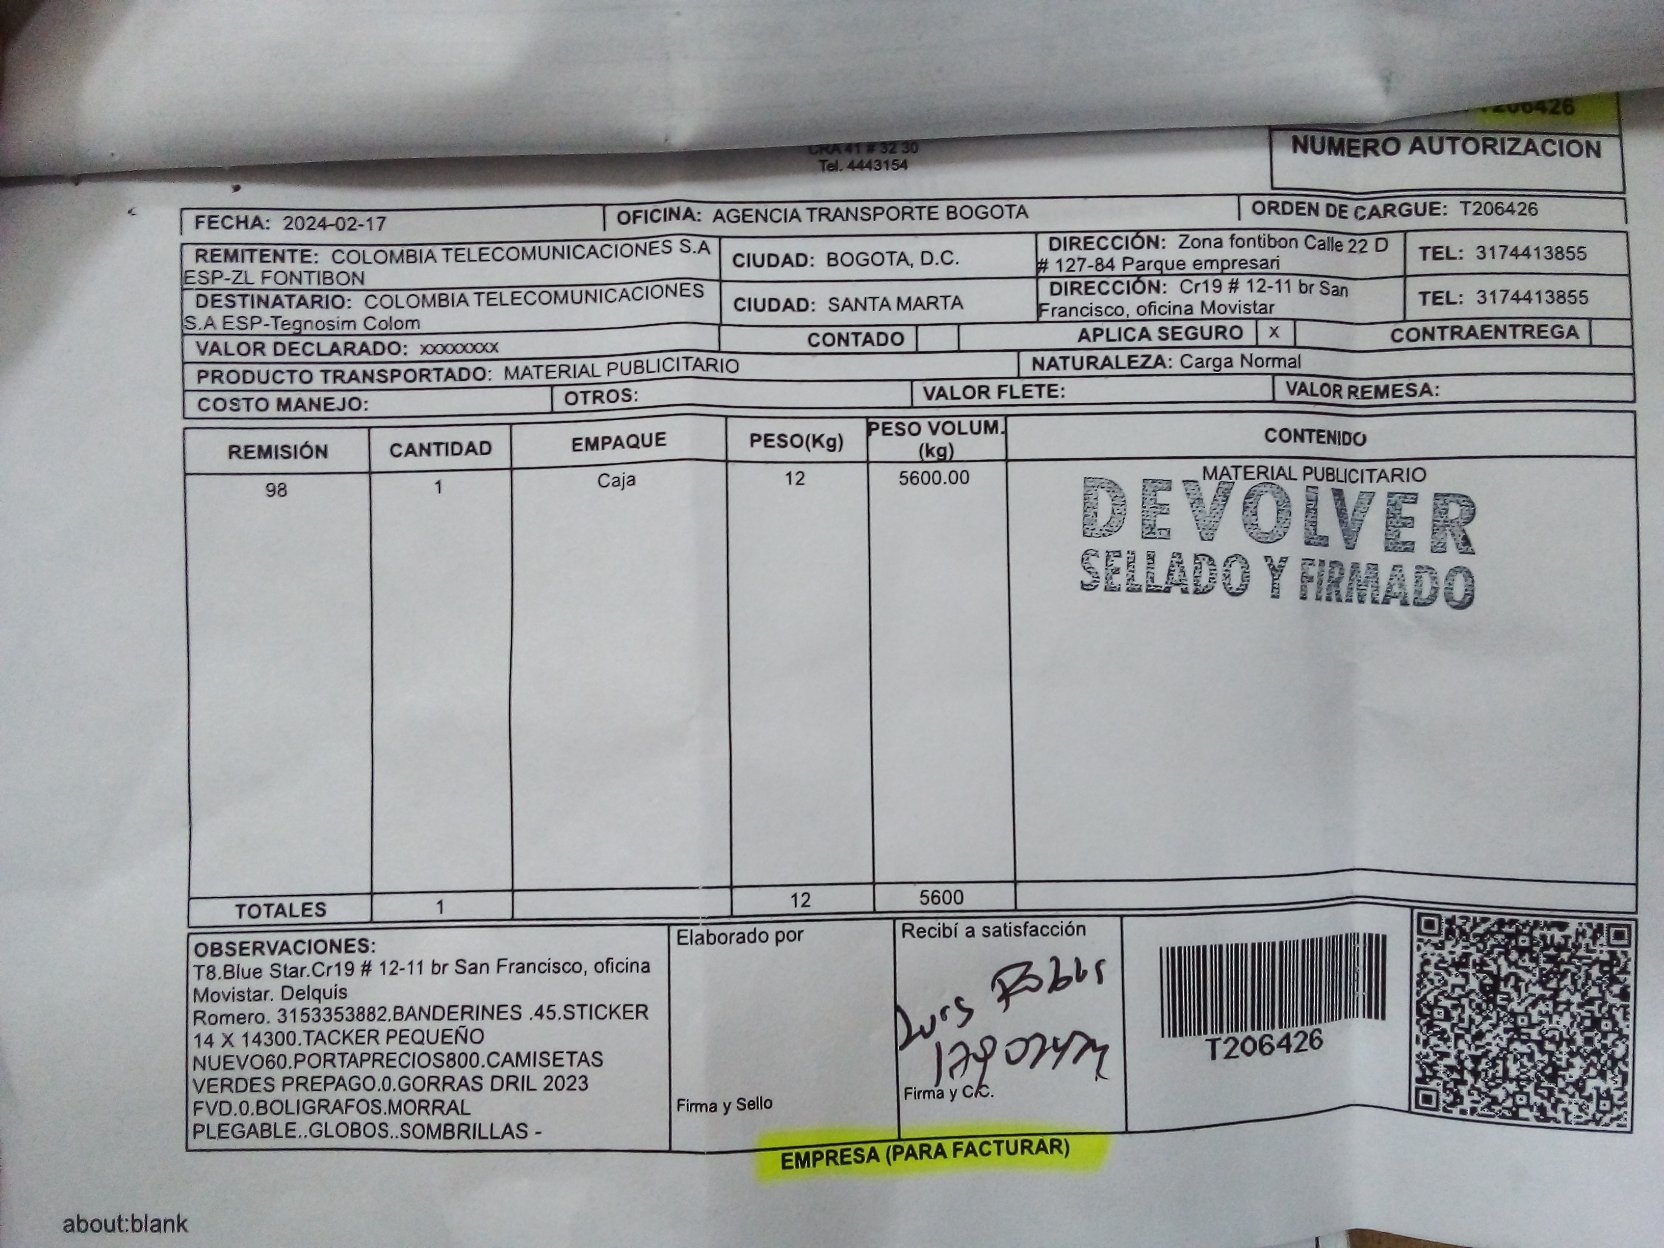 T206426
NUMERO AUTORIZACION
CRA 41 # 32 30
Tel. 4443154
FECHA: 2024-02-17 OFICINA: AGENCIA TRANSPORTE BOGOTA ORDEN DE CARGUE: T206426
REMITENTE: COLOMBIA TELECOMUNICACIONES S.A
ESP-ZL FONTIBON
CIUDAD: BOGOTA, D.C.
DIRECCIÓN: Zona fontibon Calle 22 D
# 127-84 Parque empresari
TEL: 3174413855
DESTINATARIO: COLOMBIA TELECOMUNICACIONES
S.A ESP-Tegnosim Colom
CIUDAD: SANTA MARTA
DIRECCIÓN: Cr19 # 12-11 br San
Francisco, oficina Movistar
TEL: 3174413855
VALOR DECLARADO: xxxxxxxx CONTADO APLICA SEGURO x CONTRAENTREGA
PRODUCTO TRANSPORTADO: MATERIAL PUBLICITARIO NATURALEZA: Carga Normal
COSTO MANEJO: OTROS: VALOR FLETE: VALOR REMESA:
REMISIÓN CANTIDAD EMPAQUE PESO(Kg) PESO VOLUM.
(kg) CONTENIDO
98 1 Caja 12 5600.00 MATERIAL PUBLICITARIO
DEVOLVER
SELLADO Y FIRMADO
TOTALES 1 12 5600
OBSERVACIONES:
T8.Blue Star.Cr19 # 12-11 br San Francisco, oficina
Movistar. Delquis
Romero. 3153353882.BANDERINES .45.STICKER
14 X 14300.TACKER PEQUEÑO
NUEVO60.PORTAPRECIOS800.CAMISETAS
VERDES PREPAGO.0.GORRAS DRIL 2023
FVD.0.BOLIGRAFOS.MORRAL
PLEGABLE..GLOBOS..SOMBRILLAS -
Elaborado por
Firma y Sello
Recibí a satisfacción
Luis
Firma y C.C.
T206426
EMPRESA (PARA FACTURAR)
about:blank